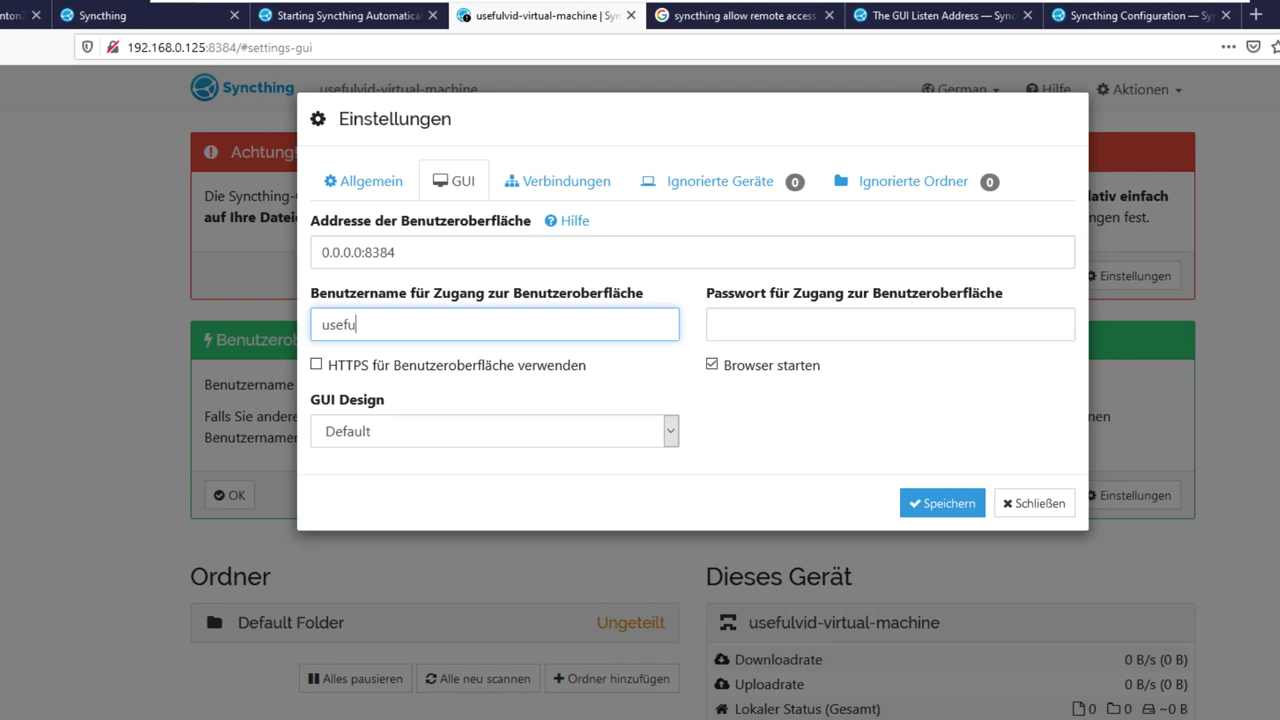 nton7
Syncthing
Starting Syncthing Automatica
usefulvid-virtual-machine | Syn
syncthing allow remote access
The GUI Listen Address — Sync
Syncthing Configuration — Sy
192.168.0.125:8384/#settings-gui
Syncthing
usefulvid-virtual-machine
German
Hilfe
Aktionen
Einstellungen
Achtung!
Allgemein
GUI
Verbindungen
Ignorierte Geräte
0
Ignorierte Ordner
0
Die Syncthing-
lativ einfach
auf Ihre Dateie
ngen fest.
Addresse der Benutzeroberfläche
Hilfe
0.0.0.0:8384
Einstellungen
Benutzername für Zugang zur Benutzeroberfläche
Passwort für Zugang zur Benutzeroberfläche
usefu
Benutzerob
HTTPS für Benutzeroberfläche verwenden
Browser starten
Benutzername
GUI Design
Falls Sie andere
nen
Default
Benutzernamen
OK
Speichern
Schließen
Einstellungen
Ordner
Dieses Gerät
Default Folder
Ungeteilt
usefulvid-virtual-machine
Downloadrate
0 B/s (0 B)
Alles pausieren
Alle neu scannen
Ordner hinzufügen
Uploadrate
0 B/s (0 B)
Lokaler Status (Gesamt)
0
0
~0 B